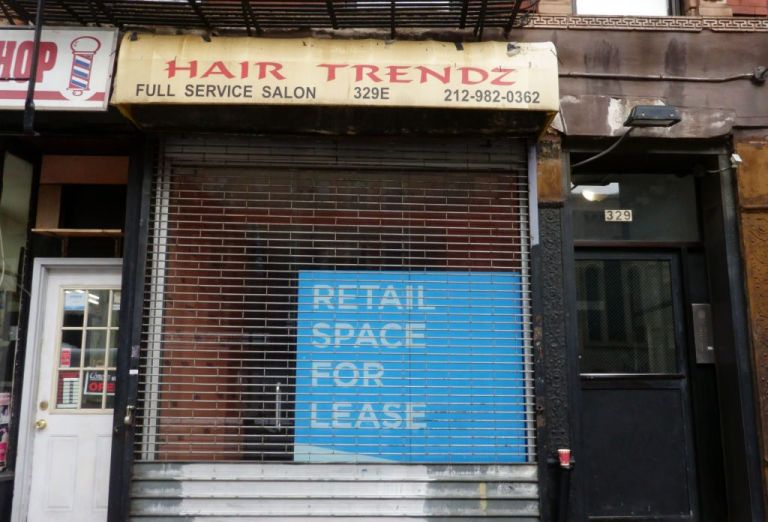 HOP
HAIR TRENDZ
FULL SERVICE SALON 329E 212-982-0362
329
RETAIL
SPACE
FOR
LEASE